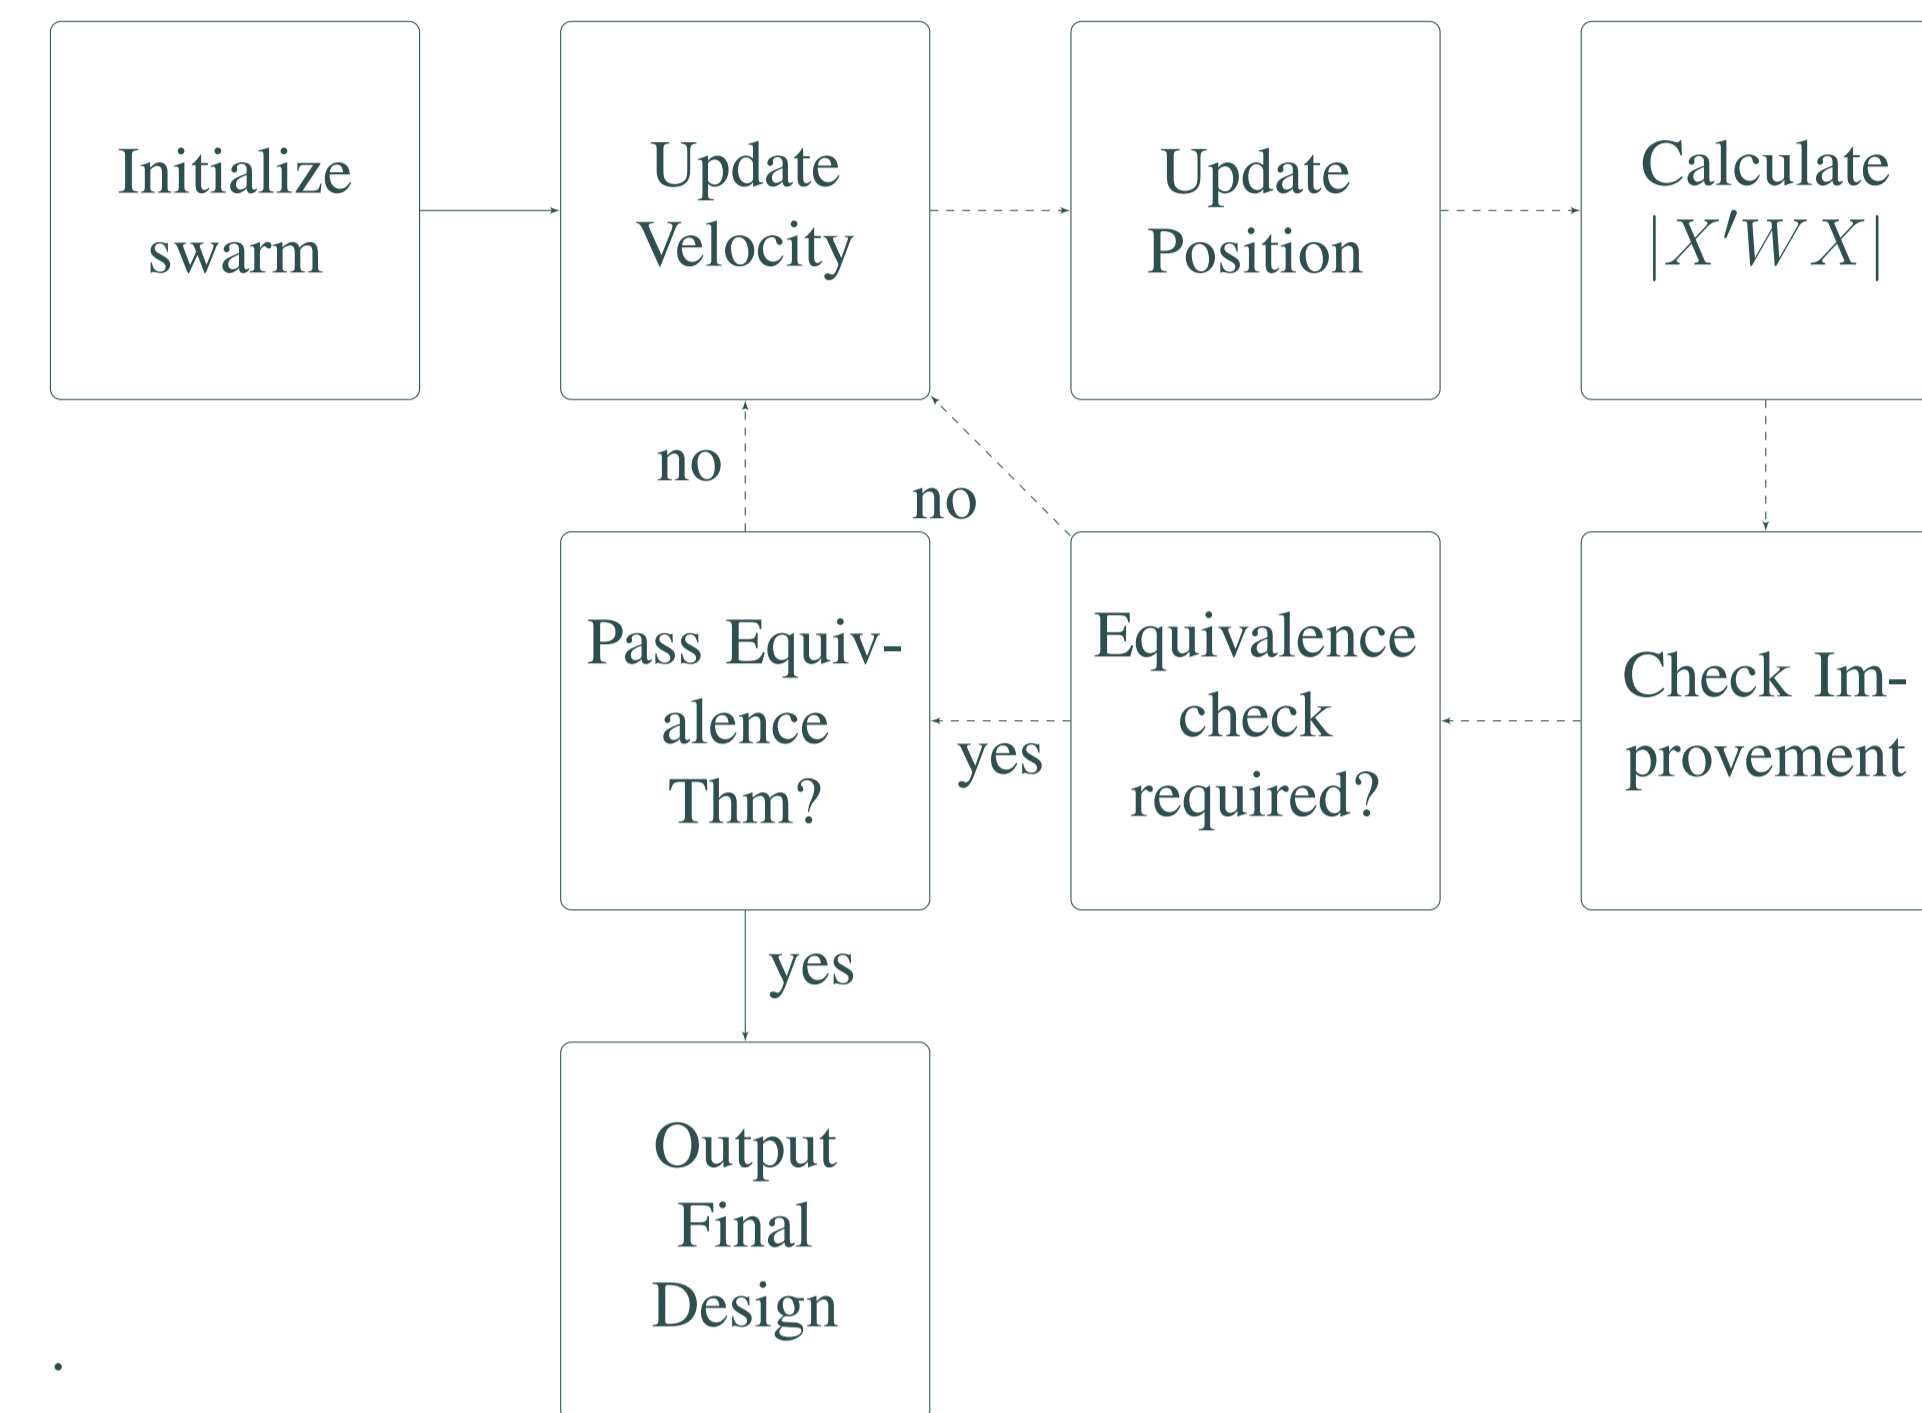 Initialize
swarm
Update
Velocity
Update
Position
Calculate
|X′WX|
no
no
Pass Equiv-
alence
Thm?
yes
Equivalence
check
required?
Check Im-
provement
yes
Output
Final
Design
.